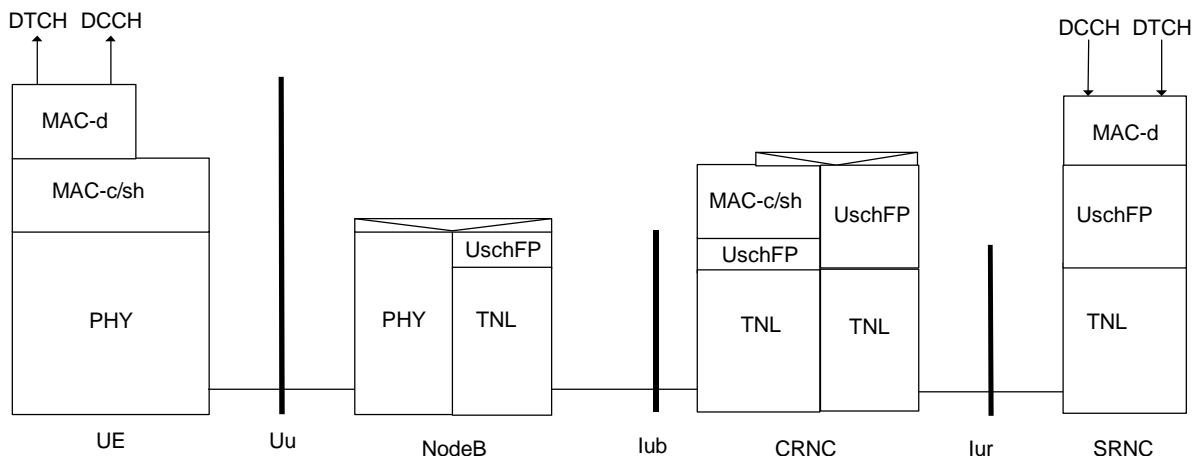 DTCH DCCH
DCCH DTCH
MAC-d
MAC-d
MAC-c/sh
MAC-c/sh
UschFP
UschFP
UschFP
UschFP
PHY
PHY
TNL
TNL
TNL
TNL
UE
Uu
NodeB
Iub
CRNC
Iur
SRNC